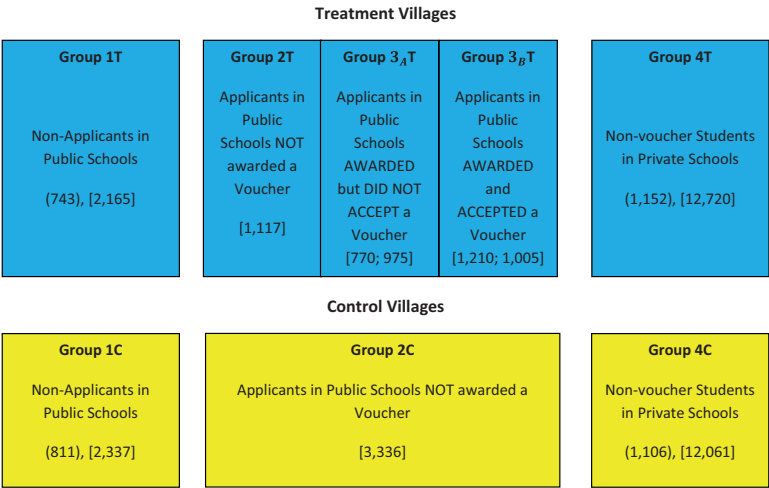 Treatment Villages
Group 1T
Non-Applicants in
Public Schools
(743), [2,165]
Group 2T
Applicants in
Public
Schools NOT
awarded a
Voucher
[1,117]
Group 3_A T
Applicants in
Public
Schools
AWARDED
but DID NOT
ACCEPT a
Voucher
[770; 975]
Group 3_B T
Applicants in
Public
Schools
AWARDED
and
ACCEPTED a
Voucher
[1,210; 1,005]
Group 4T
Non-voucher Students
in Private Schools
(1,152), [12,720]
Control Villages
Group 1C
Non-Applicants in
Public Schools
(811), [2,337]
Group 2C
Applicants in Public Schools NOT awarded a
Voucher
[3,336]
Group 4C
Non-voucher Students
in Private Schools
(1,106), [12,061]